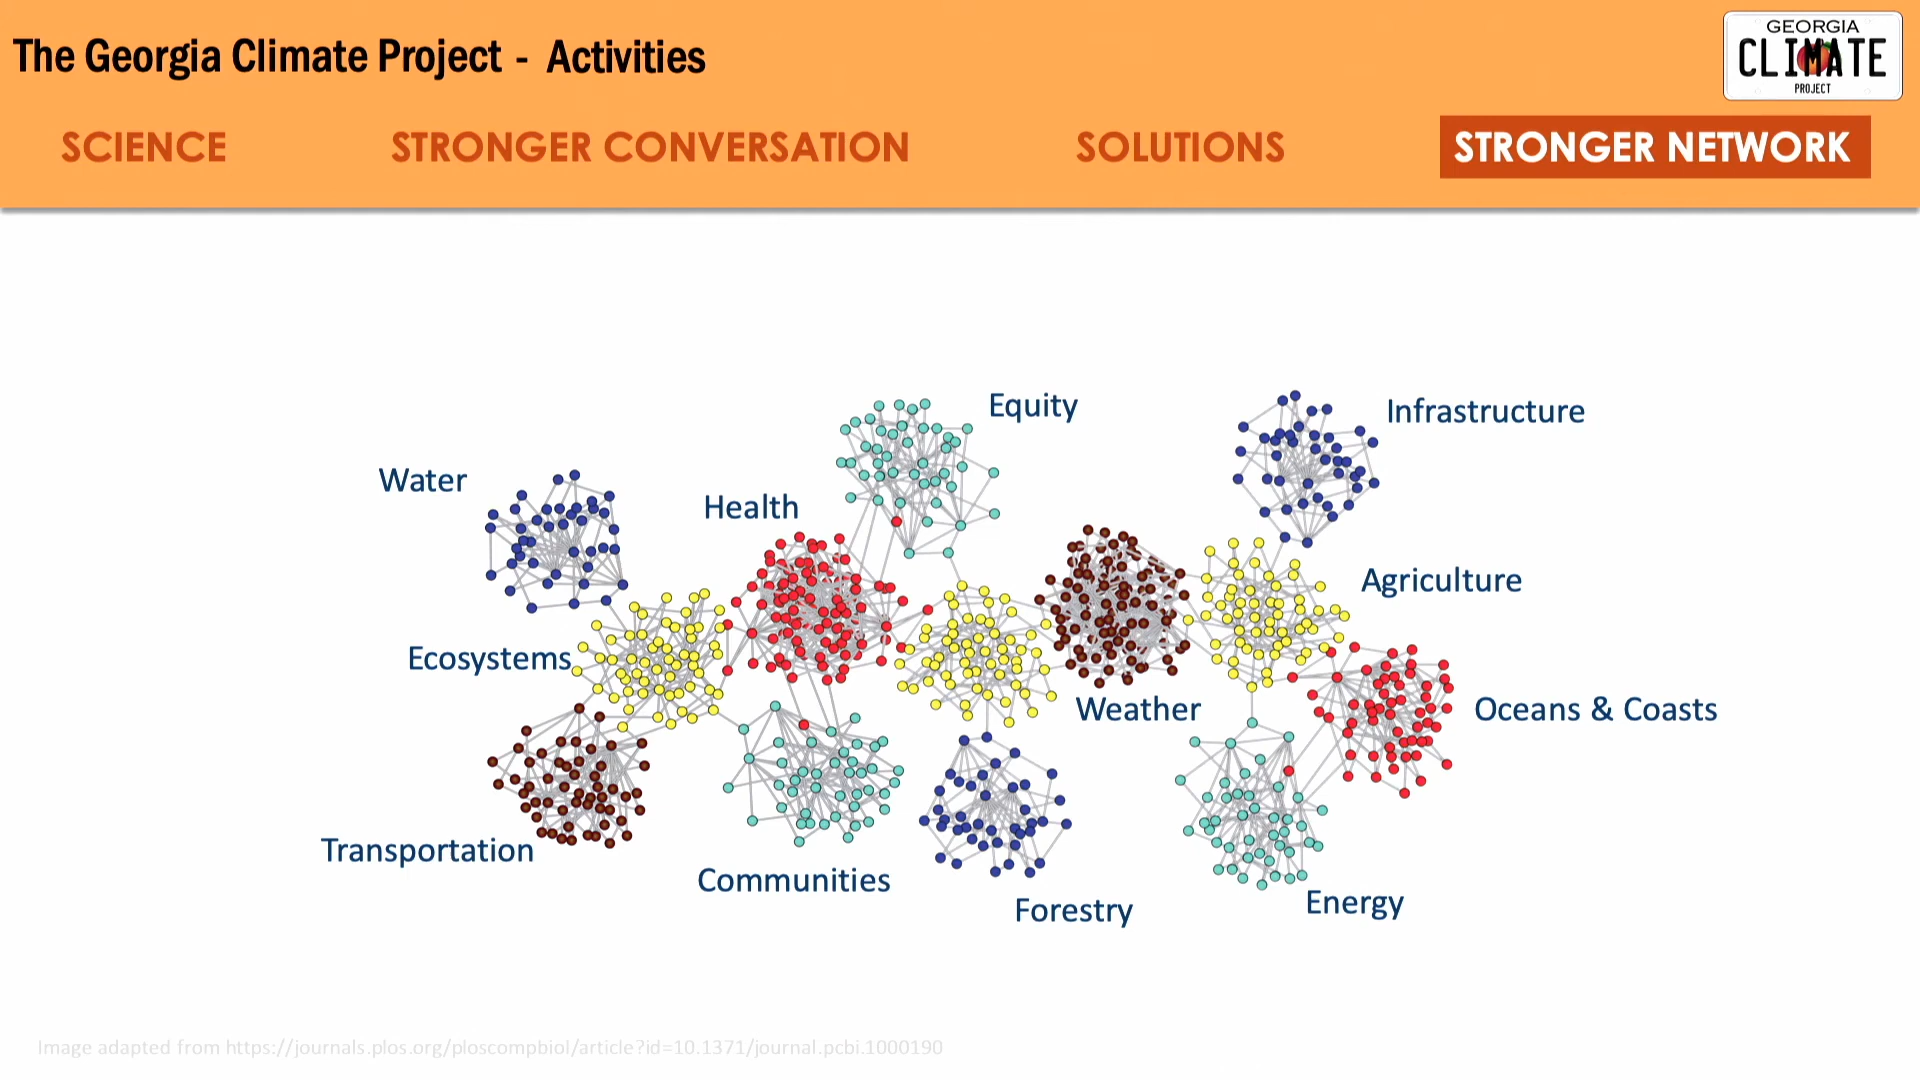 The Georgia Climate Project - Activities
GEORGIA
CLIMATE
PROJECT
SCIENCE
STRONGER CONVERSATION
SOLUTIONS
STRONGER NETWORK
Equity
Infrastructure
Water
Health
Agriculture
Ecosystems
Weather
Oceans & Coasts
Transportation
Communities
Forestry
Energy
Image adapted from https://journals.plos.org/ploscompbiol/article?id=10.1371/journal.pcbi.1000190